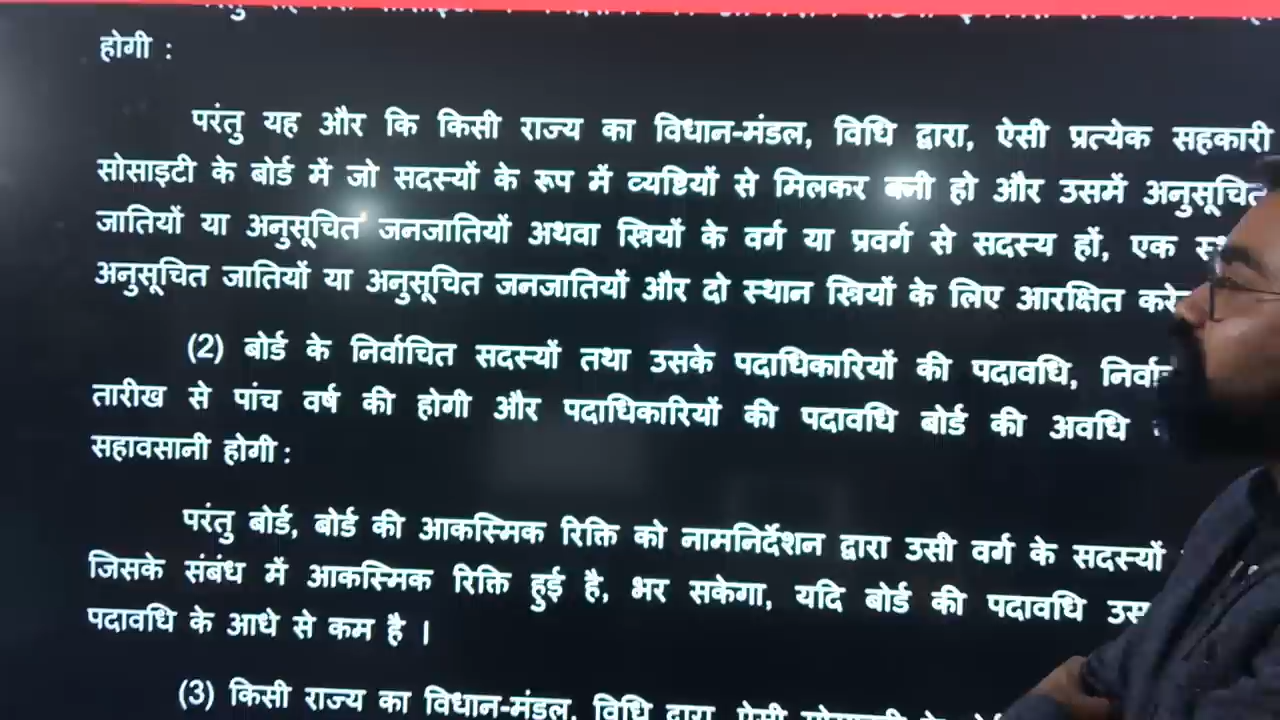 होगी :
परंतु यह और कि किसी राज्य का विधान-मंडल, विधि द्वारा, ऐसी प्रत्येक सहकारी
सोसाइटी के बोर्ड में जो सदस्यों के रूप में व्यष्टियों से मिलकर बनी हो और उसमें अनुसूचित
जातियों या अनुसूचित जनजातियों अथवा स्त्रियों के वर्ग या प्रवर्ग से सदस्य हों, एक
अनुसूचित जातियों या अनुसूचित जनजातियों और दो स्थान स्त्रियों के लिए आरक्षित
(2) बोर्ड के निर्वाचित सदस्यों तथा उसके पदाधिकारियों की पदावधि,
तारीख से पांच वर्ष की होगी और पदाधिकारियों की पदावधि बोर्ड की अवधि
सहावसानी होगी :
परंतु बोर्ड, बोर्ड की आकस्मिक रिक्ति को नामनिर्देशन द्वारा उसी वर्ग के सदस्यों
जिसके संबंध में आकस्मिक रिक्ति हुई है, भर सकेगा, यदि बोर्ड की पदावधि
पदावधि के आधे से कम है ।
(3) किसी राज्य का विधान-मंडल, विधि द्वारा, ऐसी